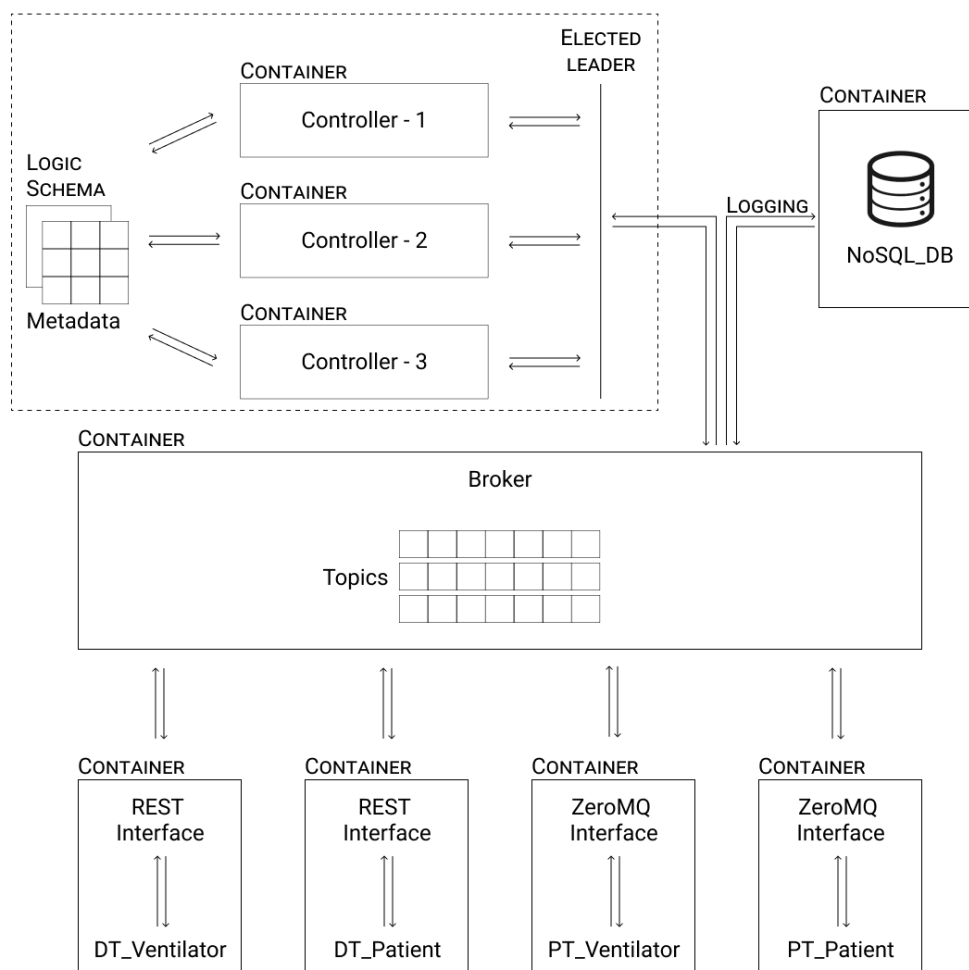 ELECTED
LEADER
CONTAINER
Controller - 1
CONTAINER
LOGIC
SCHEMA
CONTAINER
Controller - 2
LOGGING
NoSQL_DB
Metadata
CONTAINER
Controller - 3
CONTAINER
Broker
Topics
CONTAINER
REST
Interface
DT_Ventilator
CONTAINER
REST
Interface
DT_Patient
CONTAINER
ZeroMQ
Interface
PT_Ventilator
CONTAINER
ZeroMQ
Interface
PT_Patient